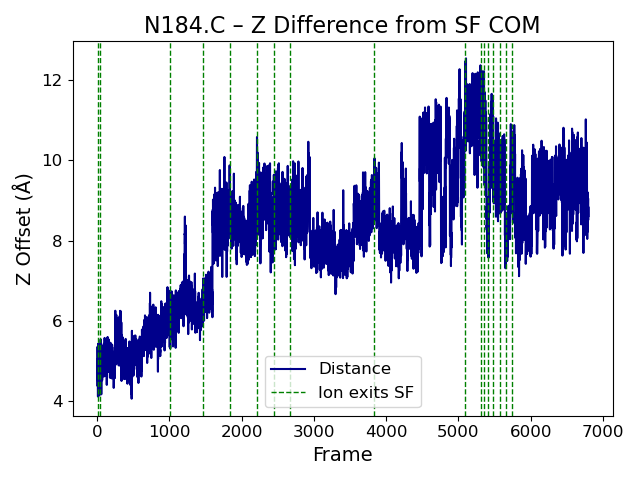 N184.C – Z Difference from SF COM
Z Offset (Å)
12
10
8
6
4
Distance
Ion exits SF
0 1000 2000 3000 4000 5000 6000 7000
Frame